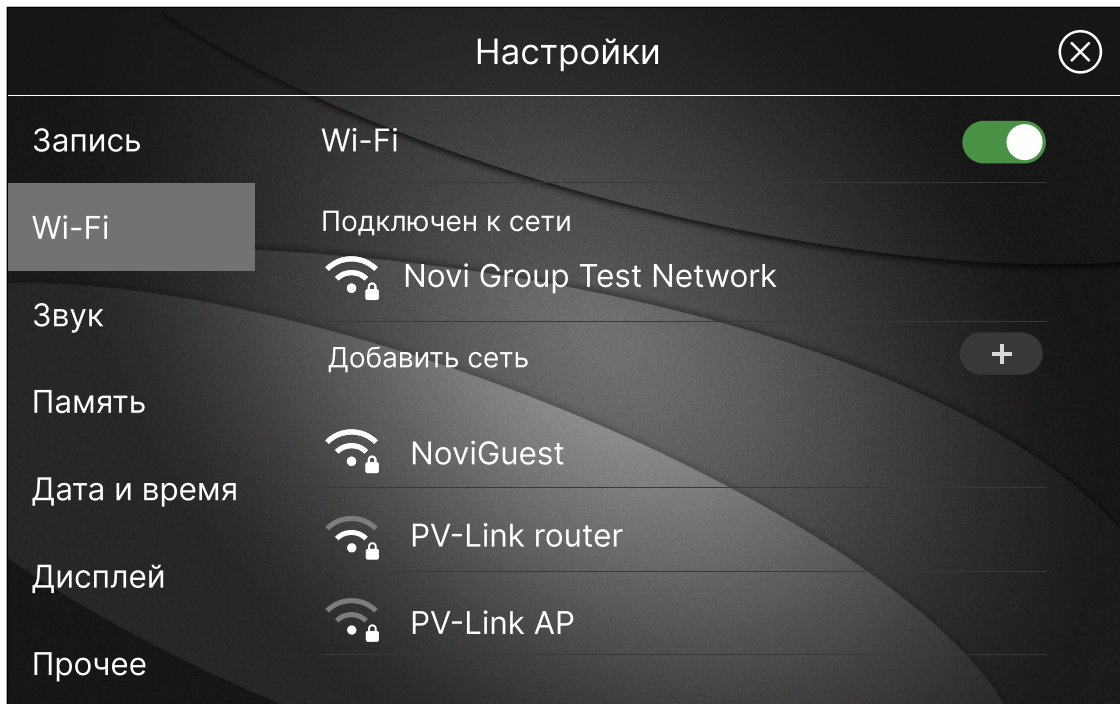 Настройки
Запись
Wi-Fi
Звук
Память
Дата и время
Дисплей
Прочее
Wi-Fi
Подключен к сети
Novi Group Test Network
Добавить сеть
NoviGuest
PV-Link router
PV-Link AP